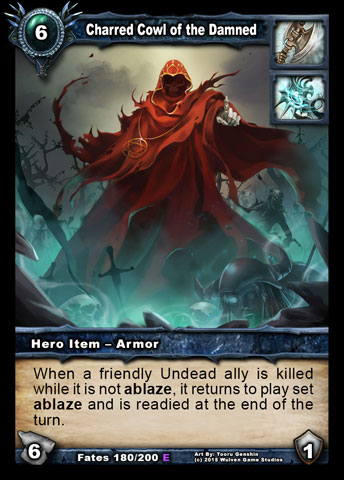 6
Charred Cowl of the Damned
Hero Item – Armor
When a friendly Undead ally is killed
while it is not ablaze, it returns to play set
ablaze and is readied at the end of the
turn.
6
Fates 180/200 E
Art By: Tooru Genshin
(c) 2015 Wulven Game Studios
1